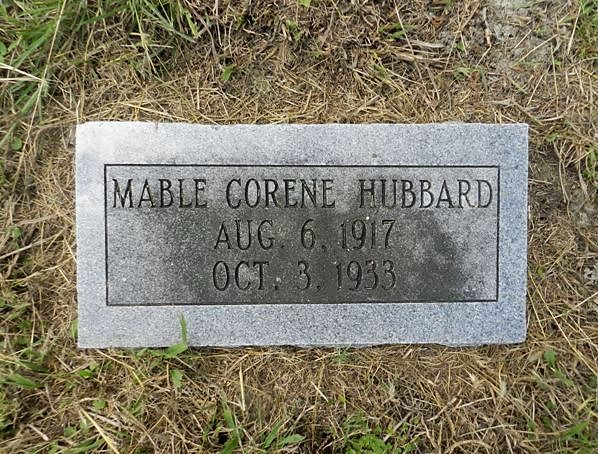 MABLE CORENE HUBBARD
AUG. 6, 1917
OCT. 3, 1933